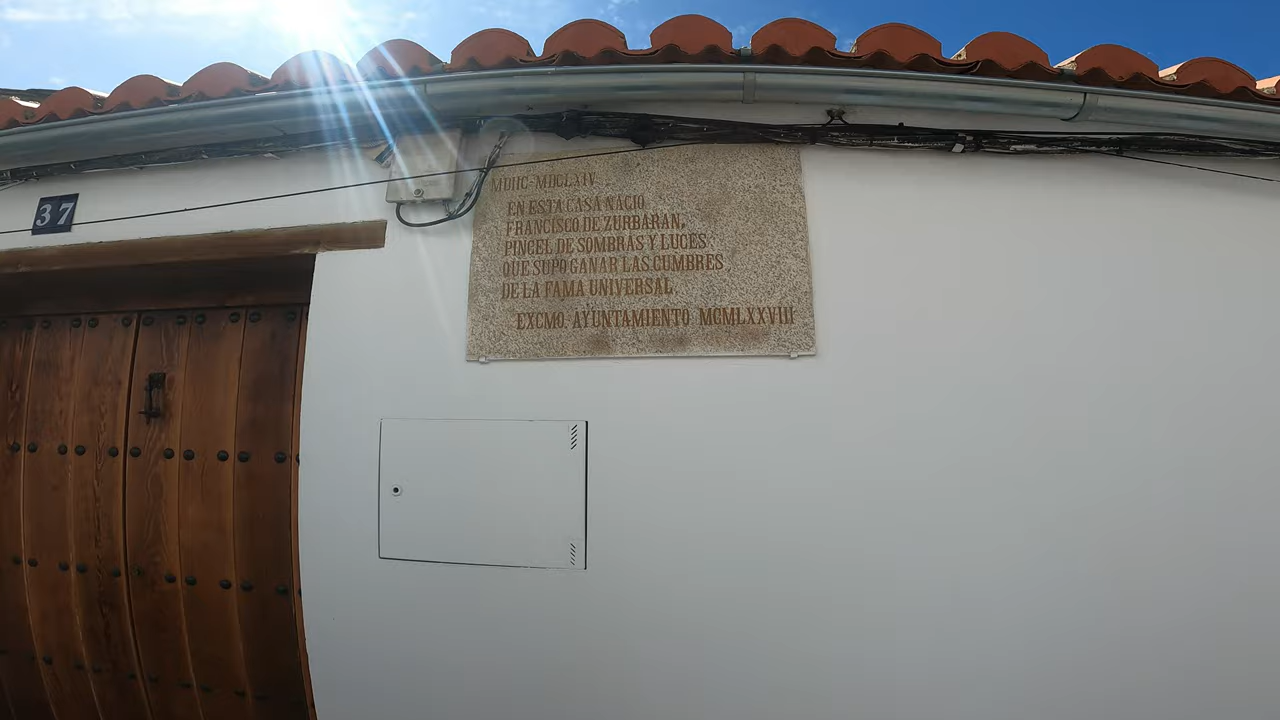 37
MDIIC-MDCLXIV
EN ESTA CASA NACIO
FRANCISCO DE ZURBARAN,
PINCEL DE SOMBRAS Y LUCES
QUE SUPO GANAR LAS CUMBRES
DE LA FAMA UNIVERSAL.
EXCMO. AYUNTAMIENTO MCMLXXVIII